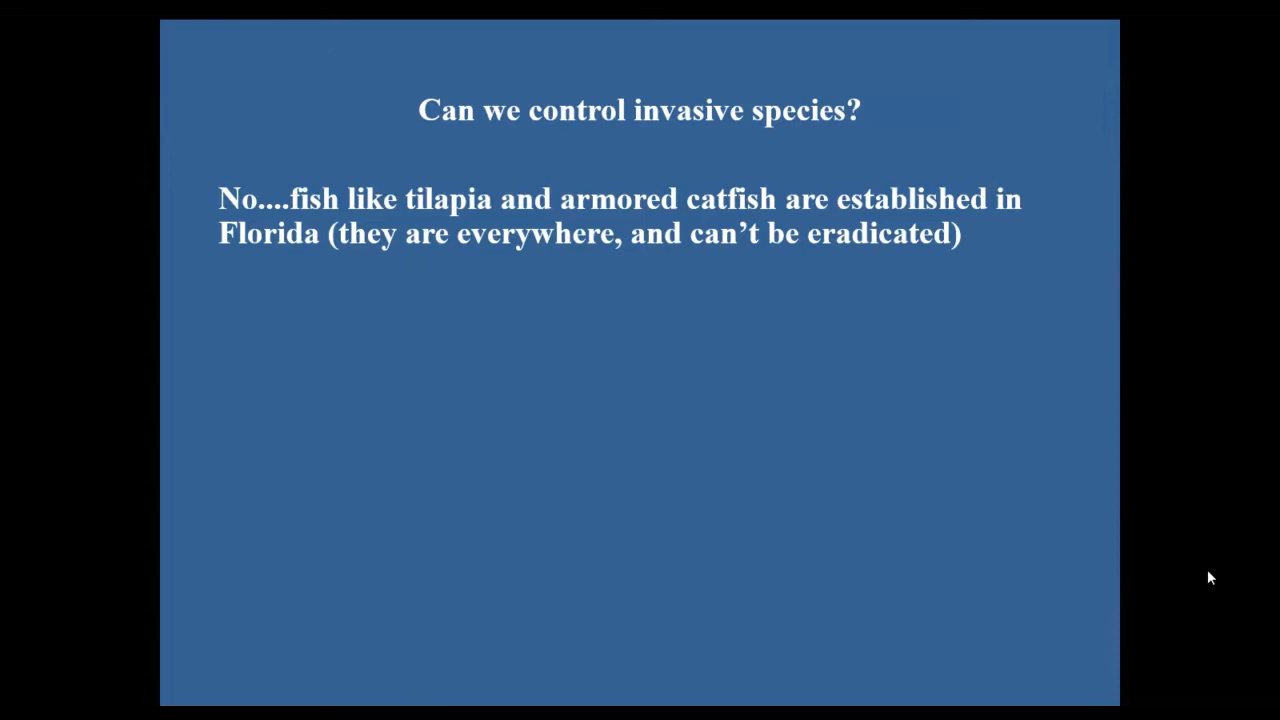 Can we control invasive species?
No....fish like tilapia and armored catfish are established in
Florida (they are everywhere, and can’t be eradicated)